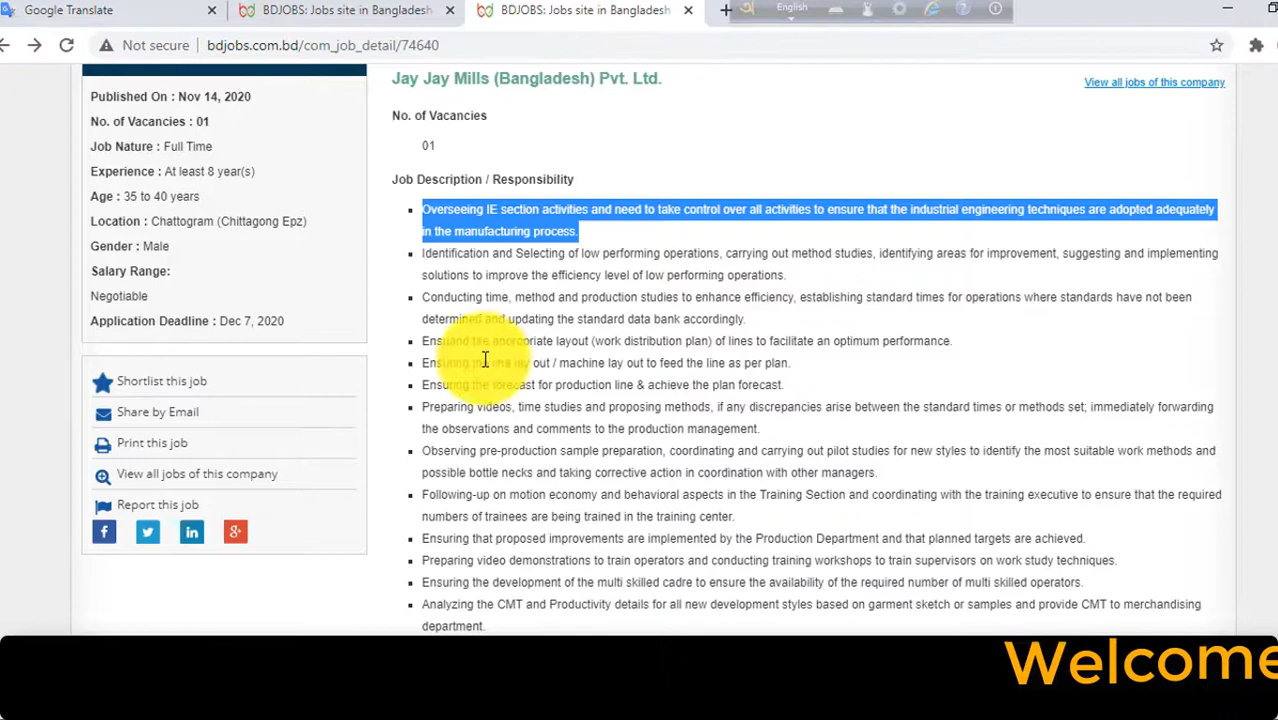 Google Translate
BDJOBS: Jobs site in Bangladesh
BDJOBS: Jobs site in Bangladesh
English
Not secure
bdjobs.com.bd/com_job_detail/74640
Published On : Nov 14, 2020
No. of Vacancies : 01
Job Nature : Full Time
Experience : At least 8 year(s)
Age : 35 to 40 years
Location : Chattogram (Chittagong Epz)
Gender : Male
Salary Range:
Negotiable
Application Deadline : Dec 7, 2020
Shortlist this job
Share by Email
Print this job
View all jobs of this company
Report this job
Jay Jay Mills (Bangladesh) Pvt. Ltd.
View all jobs of this company
No. of Vacancies
01
Job Description / Responsibility
Overseeing IE section activities and need to take control over all activities to ensure that the industrial engineering techniques are adopted adequately
in the manufacturing process.
Identification and Selecting of low performing operations, carrying out method studies, identifying areas for improvement, suggesting and implementing
solutions to improve the efficiency level of low performing operations.
Conducting time, method and production studies to enhance efficiency, establishing standard times for operations where standards have not been
determined and updating the standard data bank accordingly.
layout (work distribution plan) of lines to facilitate an optimum performance.
Ensuring the lay out / machine lay out to feed the line as per plan.
Ensuring the forecast for production line & achieve the plan forecast.
Preparing videos, time studies and proposing methods, if any discrepancies arise between the standard times or methods set; immediately forwarding
the observations and comments to the production management.
Observing pre-production sample preparation, coordinating and carrying out pilot studies for new styles to identify the most suitable work methods and
possible bottle necks and taking corrective action in coordination with other managers.
Following-up on motion economy and behavioral aspects in the Training Section and coordinating with the training executive to ensure that the required
numbers of trainees are being trained in the training center.
Ensuring that proposed improvements are implemented by the Production Department and that planned targets are achieved.
Preparing video demonstrations to train operators and conducting training workshops to train supervisors on work study techniques.
Ensuring the development of the multi skilled cadre to ensure the availability of the required number of multi skilled operators.
Analyzing the CMT and Productivity details for all new development styles based on garment sketch or samples and provide CMT to merchandising
department.
Welcome